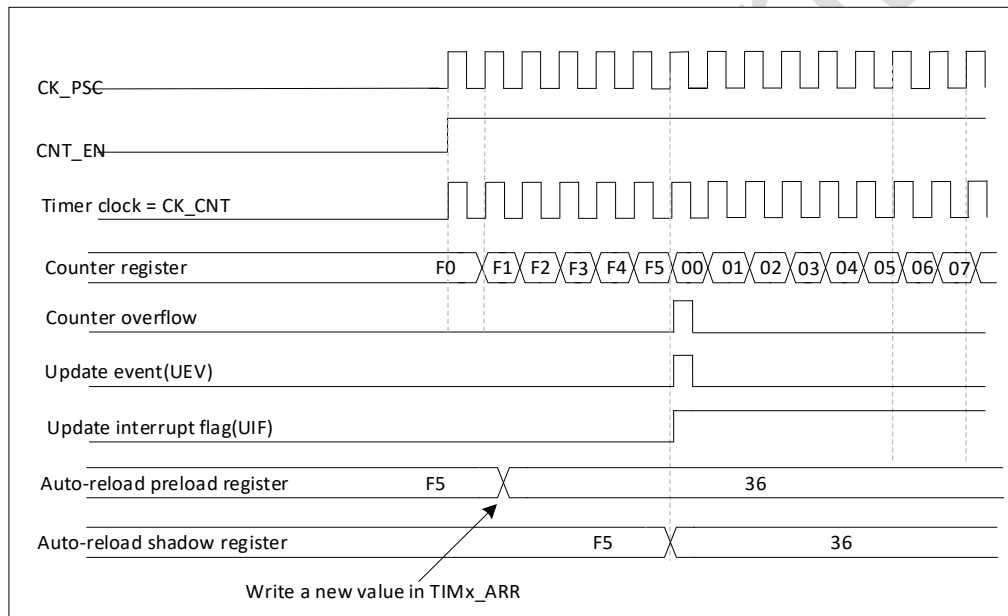 CK_PSC
CNT_EN
Timer clock = CK_CNT
Counter register F0 F1 F2 F3 F4 F5 00 01 02 03 04 05 06 07
Counter overflow
Update event(UEV)
Update interrupt flag(UIF)
Auto-reload preload register F5 36
Auto-reload shadow register F5 36
Write a new value in TIMx_ARR